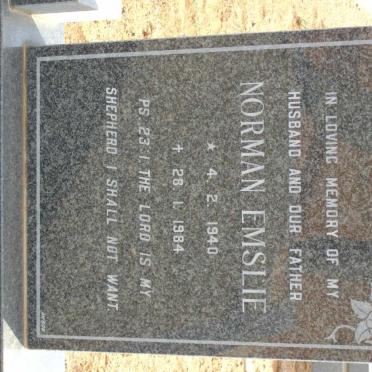 IN LOVING MEMORY OF MY
HUSBAND AND OUR FATHER
NORMAN EMSLIE
★ 4. 2. 1940
✝ 28. 1. 1984
PS. 23:1. THE LORD IS MY
SHEPHERD I SHALL NOT WANT